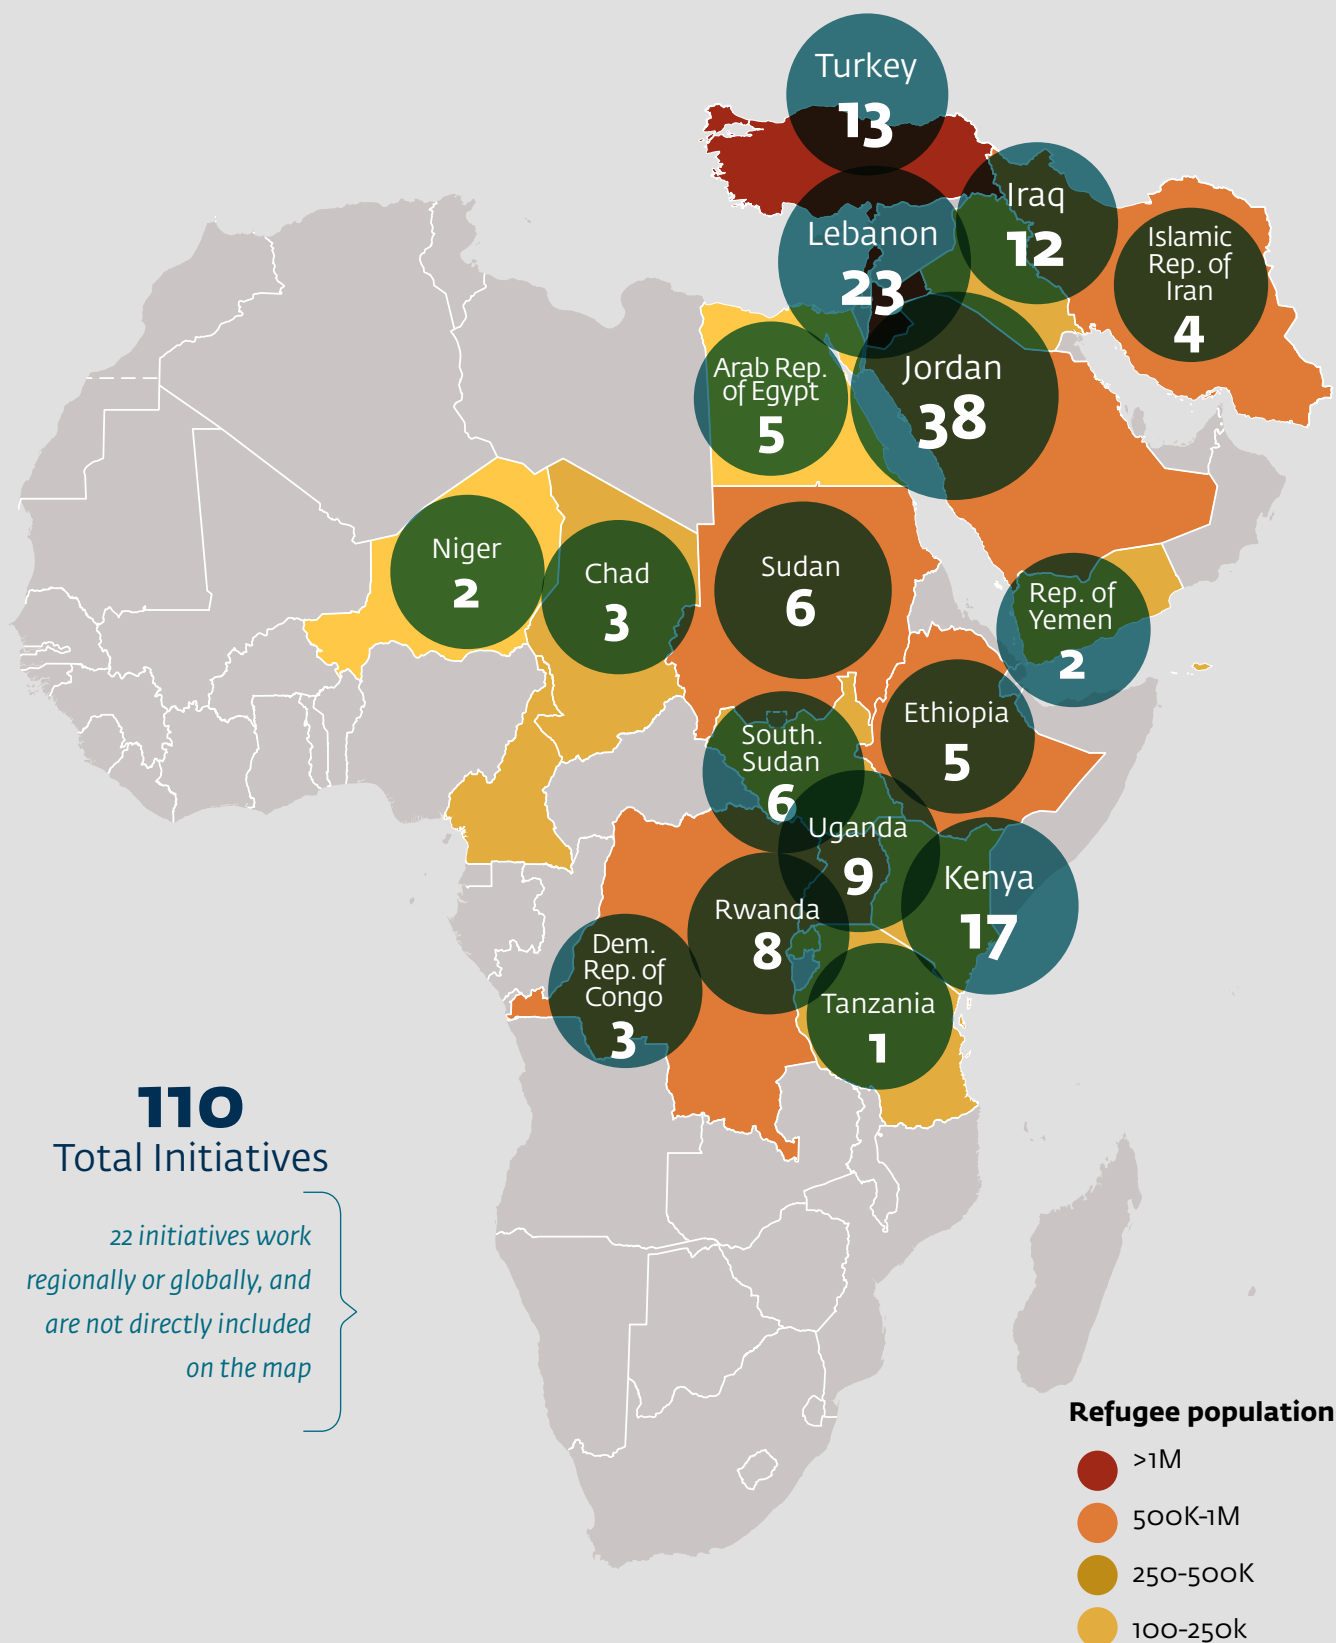 Turkey
13
Iraq
12
Lebanon
23
Islamic
Rep. of
Iran
4
Arab Rep.
of Egypt
5
Jordan
38
Niger
2
Chad
3
Sudan
6
Rep. of
Yemen
2
Ethiopia
5
South.
Sudan
6
Uganda
9
Kenya
17
Rwanda
8
Dem.
Rep. of
Congo
3
Tanzania
1
110
Total Initiatives
22 initiatives work
regionally or globally, and
are not directly included
on the map
Refugee population
>1M
500K-1M
250-500K
100-250k